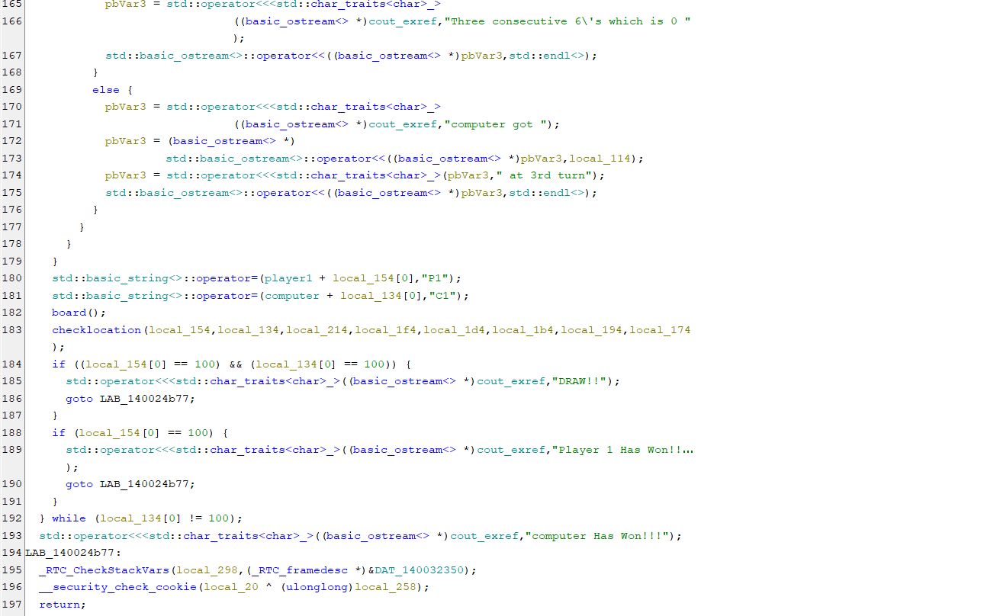 165             pbVar3 = std::operator<<<std::char_traits<char>_>
166                                ((basic_ostream<> *)cout_exref,"Three consecutive 6\'s which is 0 "
                                   );
167             std::basic_ostream<>::operator<<((basic_ostream<> *)pbVar3,std::endl<>);
168           }
169           else {
170             pbVar3 = std::operator<<<std::char_traits<char>_>
171                                ((basic_ostream<> *)cout_exref,"computer got ");
172             pbVar3 = (basic_ostream<> *)
173                      std::basic_ostream<>::operator<<((basic_ostream<> *)pbVar3,local_114);
174             pbVar3 = std::operator<<<std::char_traits<char>_>(pbVar3," at 3rd turn");
175             std::basic_ostream<>::operator<<((basic_ostream<> *)pbVar3,std::endl<>);
176           }
177         }
178       }
179     }
180     std::basic_string<>::operator=(player1 + local_154[0],"P1");
181     std::basic_string<>::operator=(computer + local_134[0],"C1");
182     board();
183     checklocation(local_154,local_134,local_214,local_1f4,local_1d4,local_1b4,local_194,local_174
        );
184     if ((local_154[0] == 100) && (local_134[0] == 100)) {
185       std::operator<<<std::char_traits<char>_>((basic_ostream<> *)cout_exref,"DRAW!!");
186       goto LAB_140024b77;
187     }
188     if (local_154[0] == 100) {
189       std::operator<<<std::char_traits<char>_>((basic_ostream<> *)cout_exref,"Player 1 Has Won!!...
          );
190       goto LAB_140024b77;
191     }
192   } while (local_134[0] != 100);
193   std::operator<<<std::char_traits<char>_>((basic_ostream<> *)cout_exref,"computer Has Won!!!");
194 LAB_140024b77:
195   _RTC_CheckStackVars(local_298,(_RTC_framedesc *)&DAT_140032350);
196   __security_check_cookie(local_20 ^ (ulonglong)local_258);
197   return;